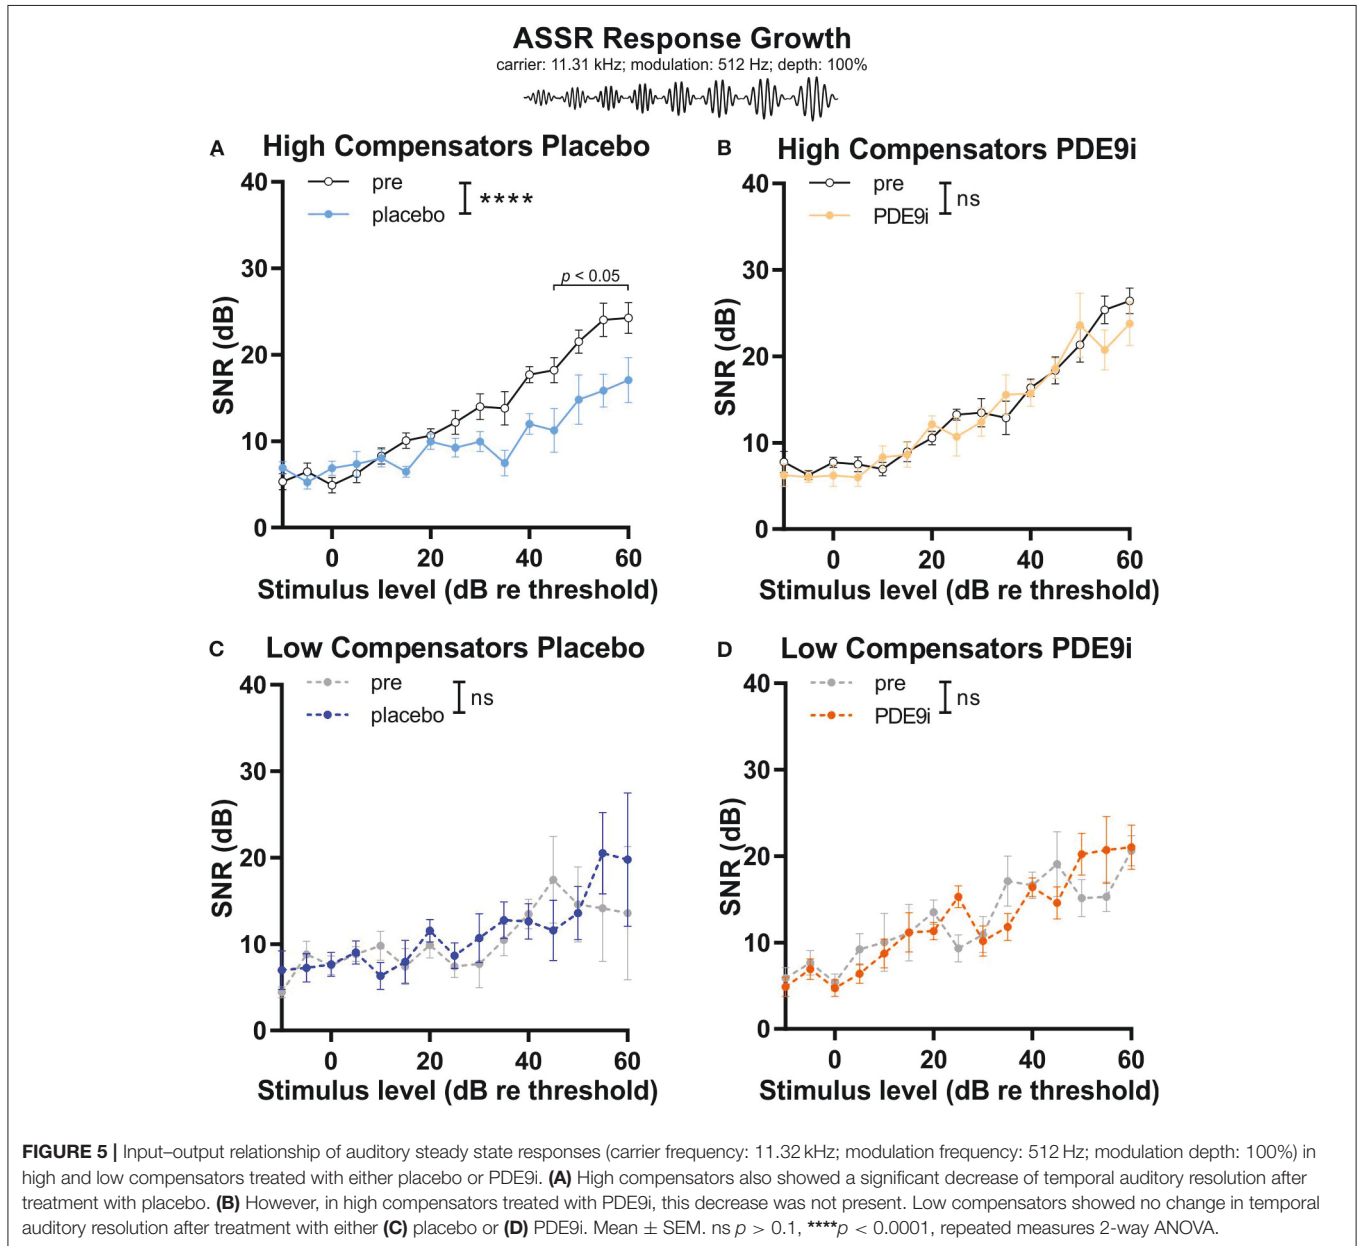 ASSR Response Growth
carrier: 11.31 kHz; modulation: 512 Hz; depth: 100%
A High Compensators Placebo
pre
placebo
****
p < 0.05
40
30
20
10
0
SNR (dB)
0 20 40 60
Stimulus level (dB re threshold)
B High Compensators PDE9i
pre
PDE9i
ns
40
30
20
10
0
SNR (dB)
0 20 40 60
Stimulus level (dB re threshold)
C Low Compensators Placebo
pre
placebo
ns
40
30
20
10
0
SNR (dB)
0 20 40 60
Stimulus level (dB re threshold)
D Low Compensators PDE9i
pre
PDE9i
ns
40
30
20
10
0
SNR (dB)
0 20 40 60
Stimulus level (dB re threshold)
FIGURE 5 | Input–output relationship of auditory steady state responses (carrier frequency: 11.32 kHz; modulation frequency: 512 Hz; modulation depth: 100%) in
high and low compensators treated with either placebo or PDE9i. (A) High compensators also showed a significant decrease of temporal auditory resolution after
treatment with placebo. (B) However, in high compensators treated with PDE9i, this decrease was not present. Low compensators showed no change in temporal
auditory resolution after treatment with either (C) placebo or (D) PDE9i. Mean ± SEM. ns p > 0.1, ****p < 0.0001, repeated measures 2-way ANOVA.